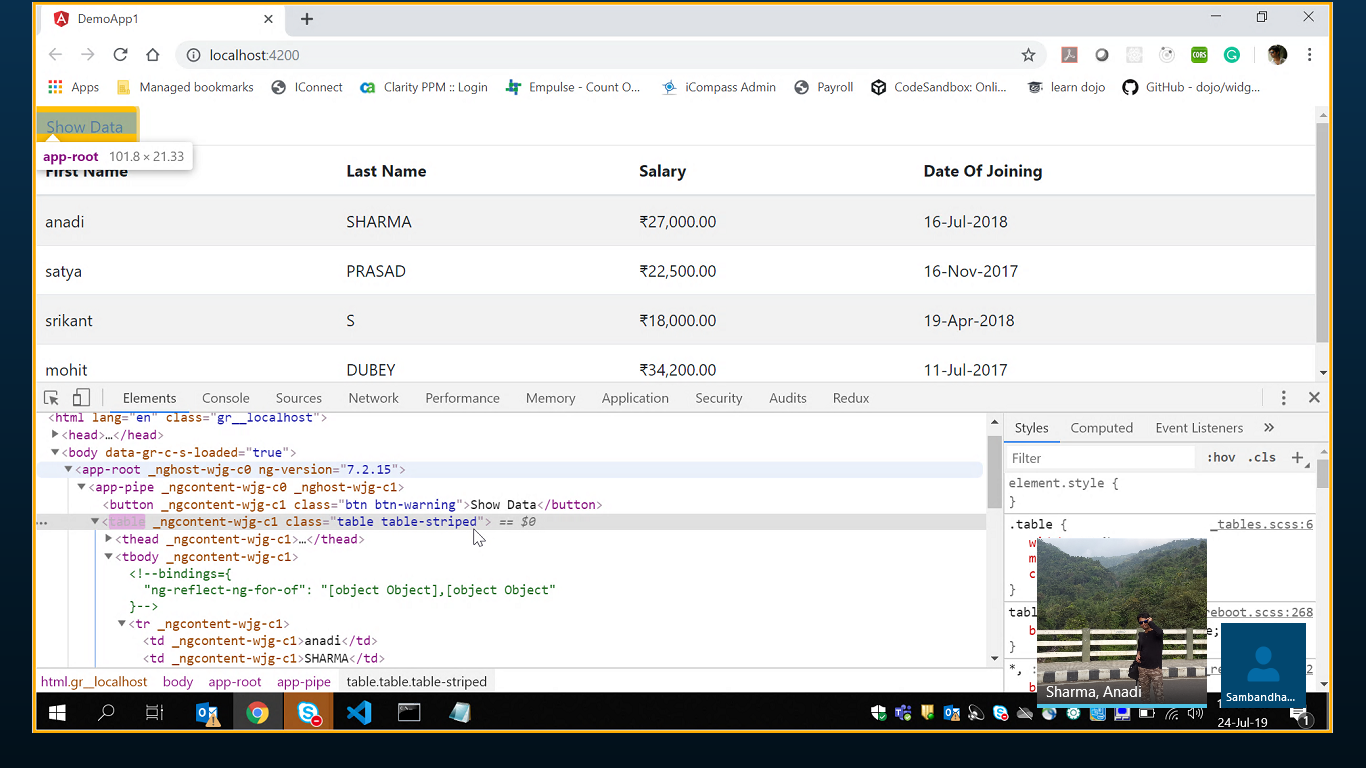 DemoApp1
localhost:4200
Apps Managed bookmarks IConnect Clarity PPM :: Login Empulse - Count O... iCompass Admin Payroll CodeSandbox: Onli... learn dojo GitHub - dojo/widg...
CORS
Show Data
app-root 101.8 × 21.33
First Name Last Name Salary Date Of Joining
anadi SHARMA ₹27,000.00 16-Jul-2018
satya PRASAD ₹22,500.00 16-Nov-2017
srikant S ₹18,000.00 19-Apr-2018
mohit DUBEY ₹34,200.00 11-Jul-2017
Elements Console Sources Network Performance Memory Application Security Audits Redux
<html lang="en" class="gr__localhost">
<head>…</head>
<body data-gr-c-s-loaded="true">
<app-root _nghost-wjg-c0 ng-version="7.2.15">
<app-pipe _ngcontent-wjg-c0 _nghost-wjg-c1>
<button _ngcontent-wjg-c1 class="btn btn-warning">Show Data</button>
<table _ngcontent-wjg-c1 class="table table-striped"> == $0
<thead _ngcontent-wjg-c1>…</thead>
<tbody _ngcontent-wjg-c1>
<!--bindings={
"ng-reflect-ng-for-of": "[object Object],[object Object"
}-->
<tr _ngcontent-wjg-c1>
<td _ngcontent-wjg-c1>anadi</td>
<td _ngcontent-wjg-c1>SHARMA</td>
html.gr__localhost body app-root app-pipe table.table.table-striped
Styles Computed Event Listeners »
Filter :hov .cls +
element.style {
}
.table { _tables.scss:6
w
m
c
}
tabl eboot.scss:268
b e;
}
*, :
b
Sharma, Anadi
Sambandha...
24-Jul-19
1